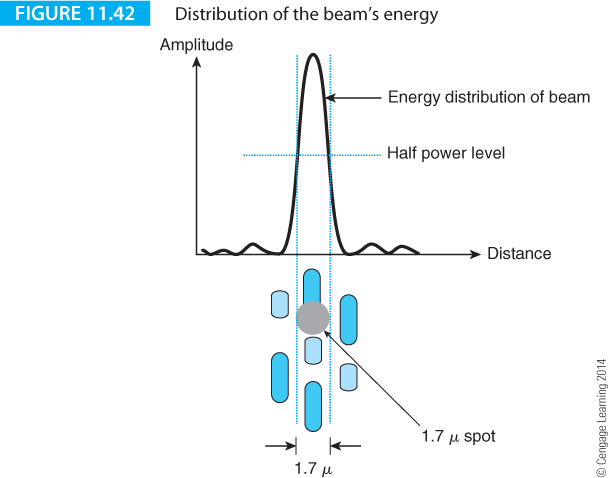 FIGURE 11.42 Distribution of the beam's energy
Amplitude
Energy distribution of beam
Half power level
Distance
1.7 μ spot
1.7 μ
© Cengage Learning 2014